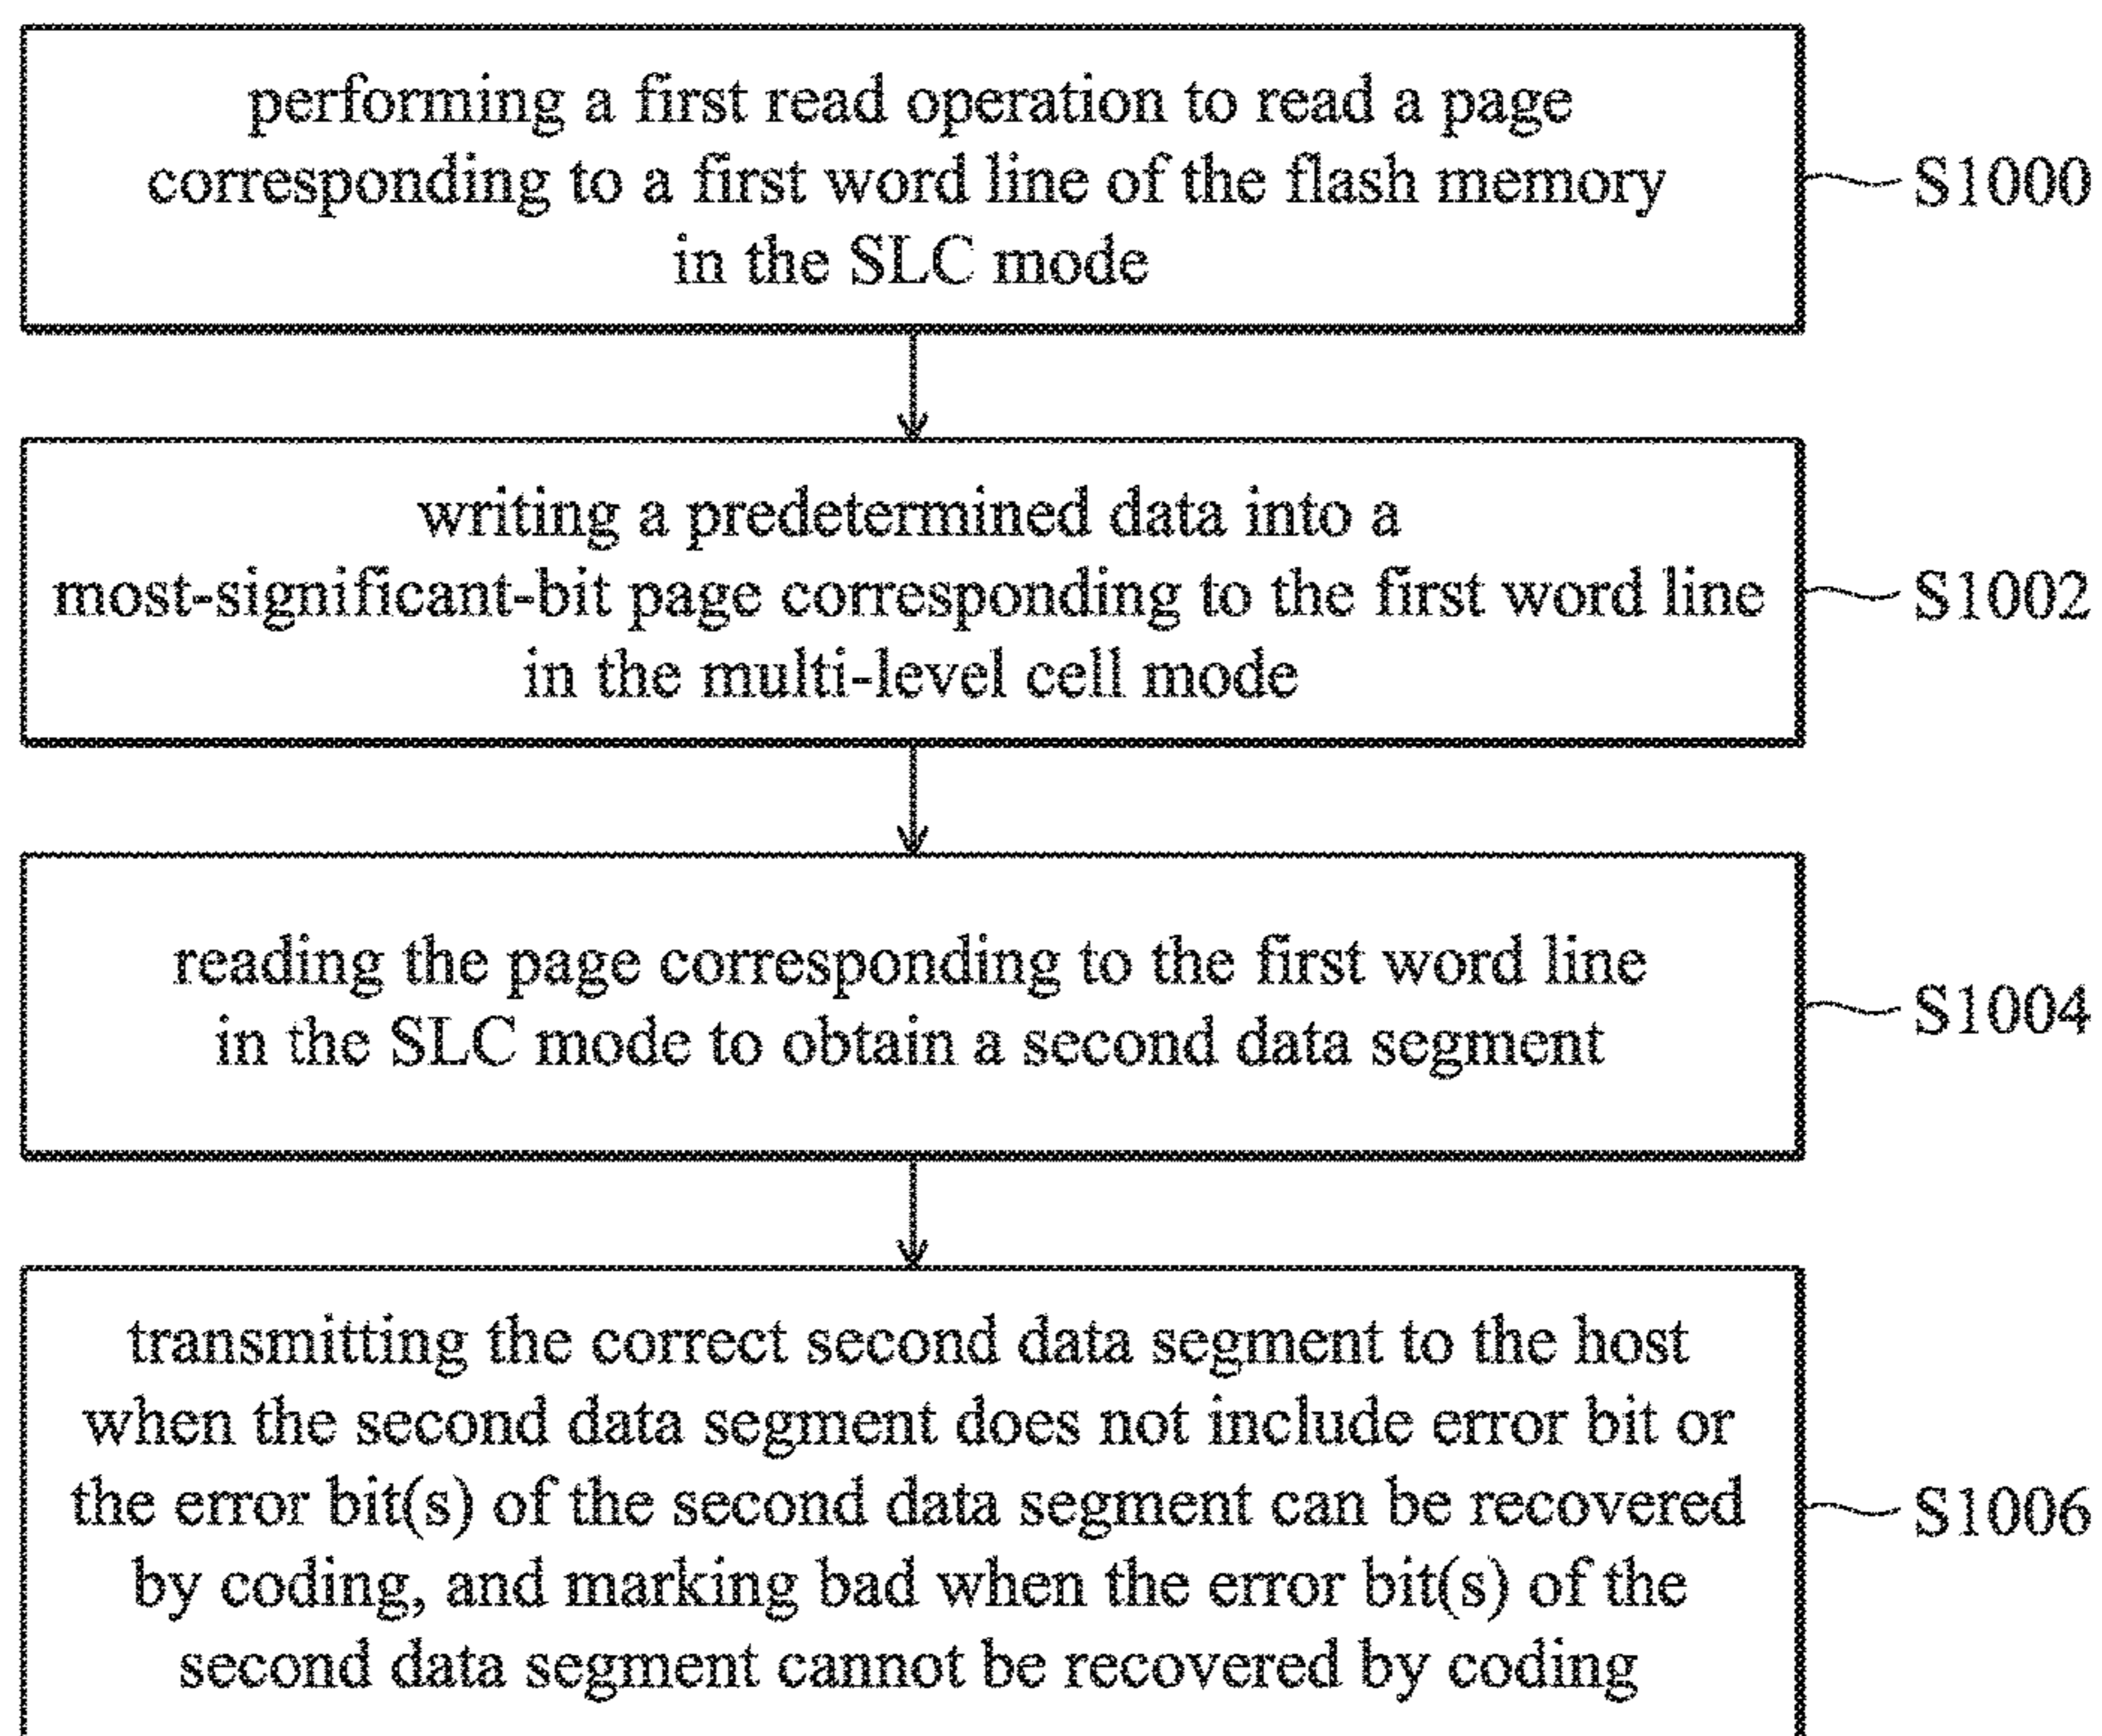 performing a first read operation to read a page
corresponding to a first word line of the flash memory
in the SLC mode
S1000
writing a predetermined data into a
most-significant-bit page corresponding to the first word line
in the multi-level cell mode
S1002
reading the page corresponding to the first word line
in the SLC mode to obtain a second data segment
S1004
transmitting the correct second data segment to the host
when the second data segment does not include error bit or
the error bit(s) of the second data segment can be recovered
by coding, and marking bad when the error bit(s) of the
second data segment cannot be recovered by coding
S1006